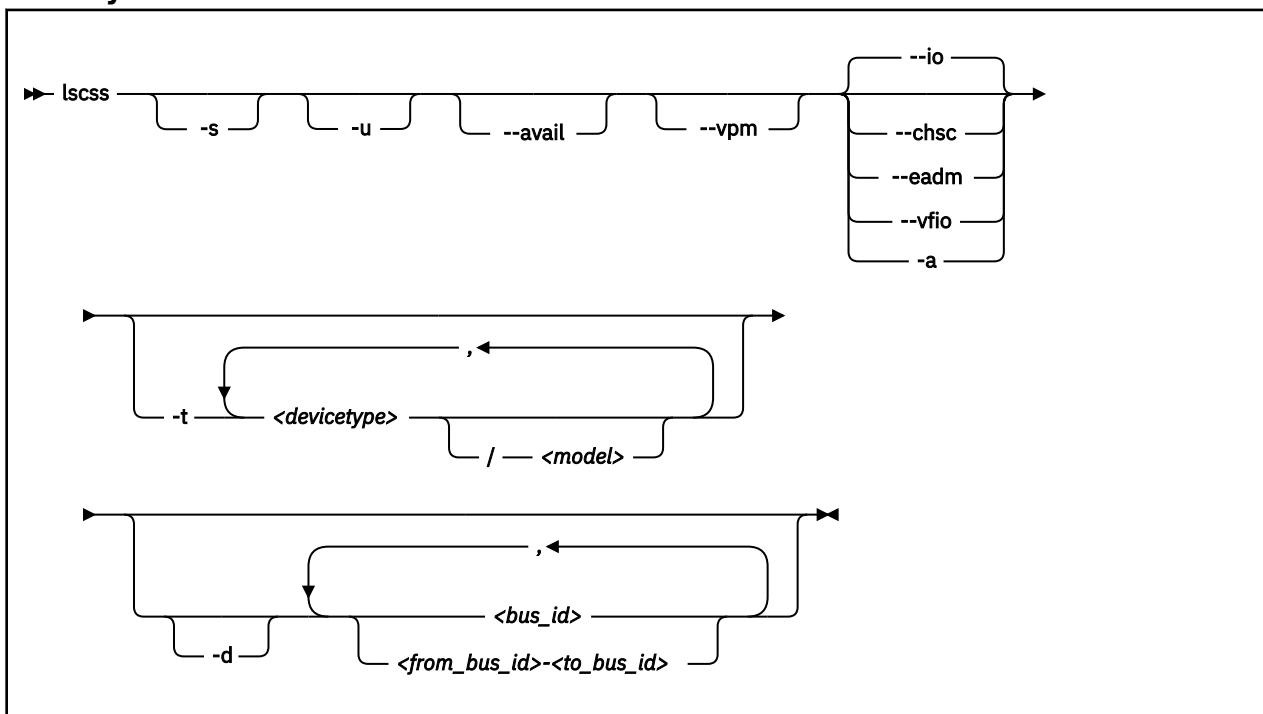 --io
lscss
-s
-u
--avail
--vpm
--chsc
--eadm
--vfio
-a
,
-t
<devicetype>
/
<model>
,
<bus_id>
-d
<from_bus_id>-<to_bus_id>